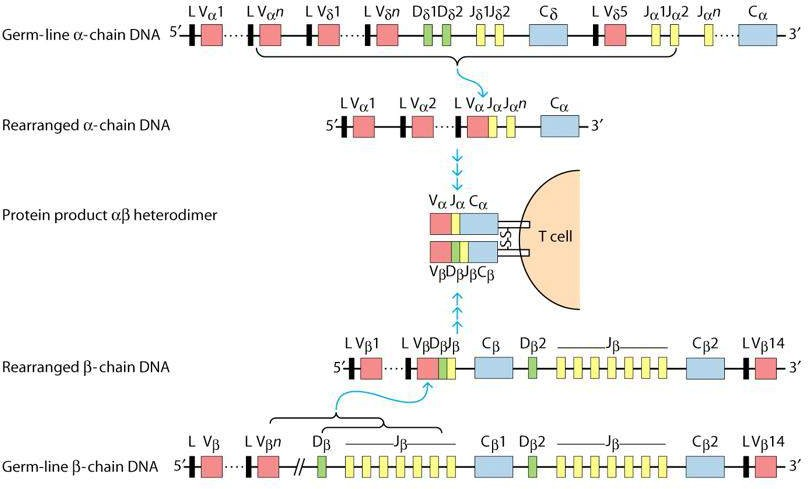 L Vα1 L Vαn L Vδ1 L Vδn Dδ1Dδ2 Jδ1Jδ2 Cδ L Vδ5 Jα1Jα2 Jαn Cα
Germ-line α-chain DNA 5′ 3′
L Vα1 L Vα2 L Vα Jα Jαn Cα
Rearranged α-chain DNA 5′ 3′
Vα Jα Cα
Protein product αβ heterodimer
SS
T cell
VβDβJβCβ
L Vβ1 L VβDβJβ Cβ Dβ2 Jβ Cβ2 L Vβ14
Rearranged β-chain DNA 5′ 3′
L Vβ L Vβn Dβ Jβ Cβ1 Dβ2 Jβ Cβ2 L Vβ14
Germ-line β-chain DNA 5′ 3′